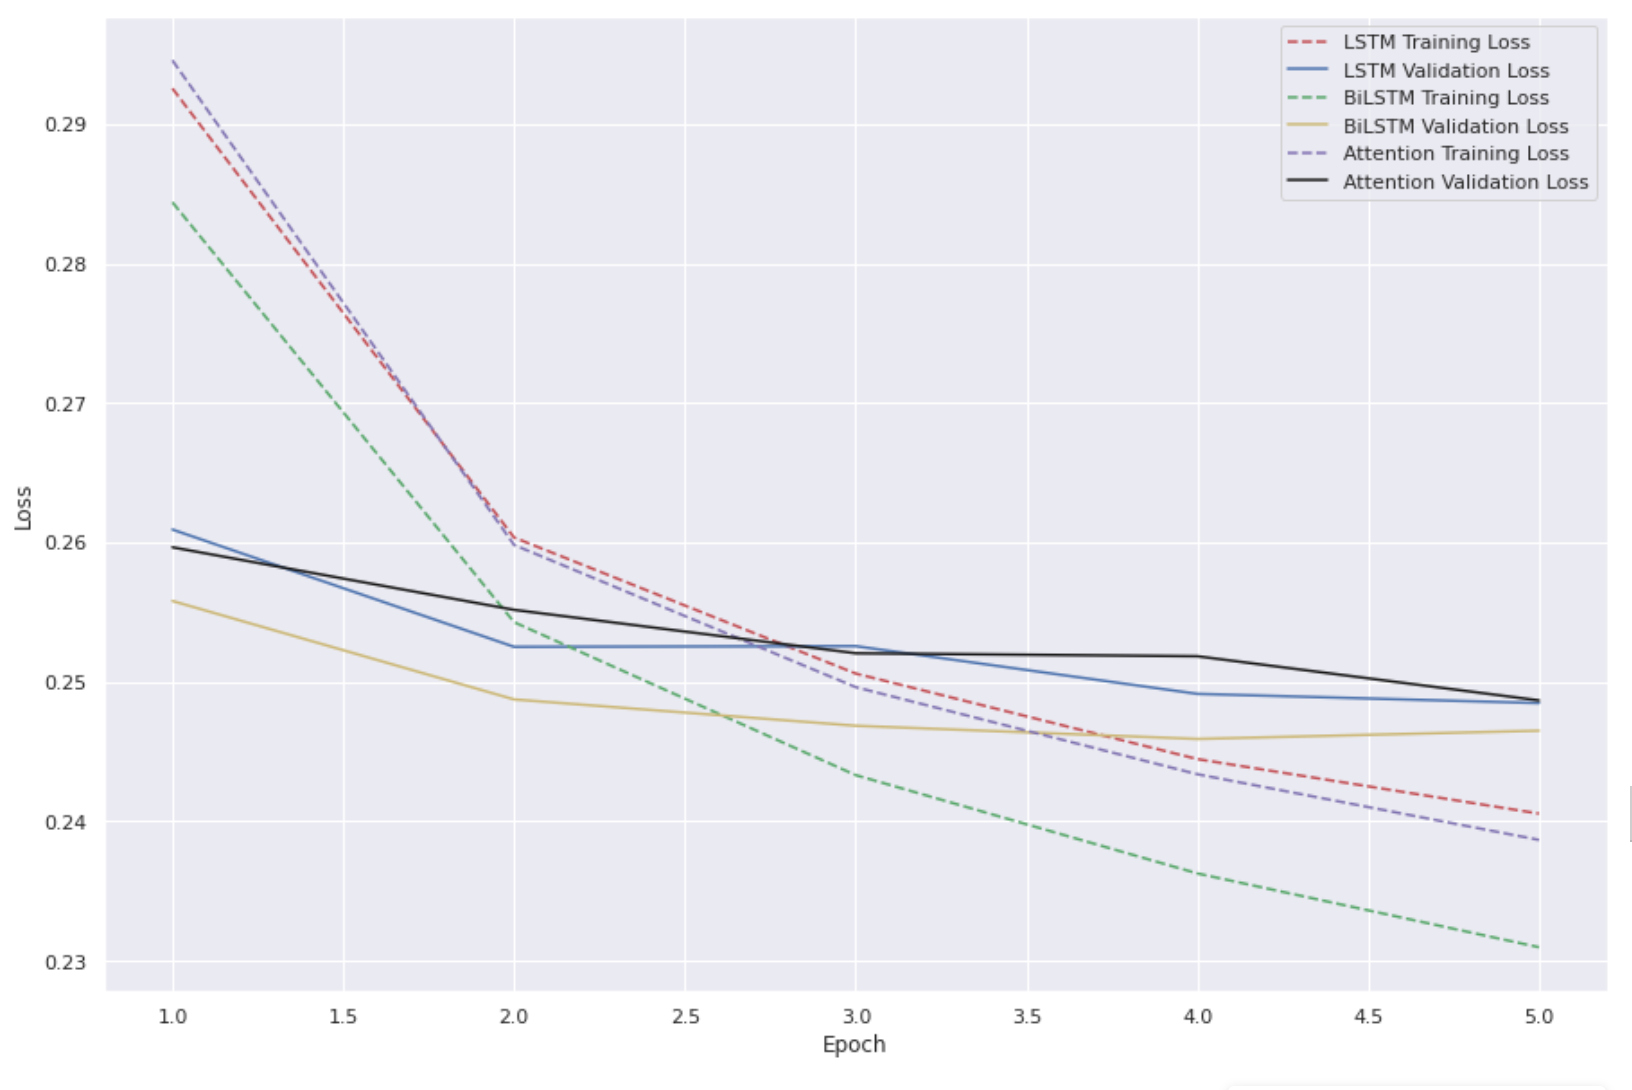 LSTM Training Loss
LSTM Validation Loss
BiLSTM Training Loss
BiLSTM Validation Loss
Attention Training Loss
Attention Validation Loss
0.29
0.28
0.27
0.26
0.25
0.24
0.23
Loss
1.0 1.5 2.0 2.5 3.0 3.5 4.0 4.5 5.0
Epoch